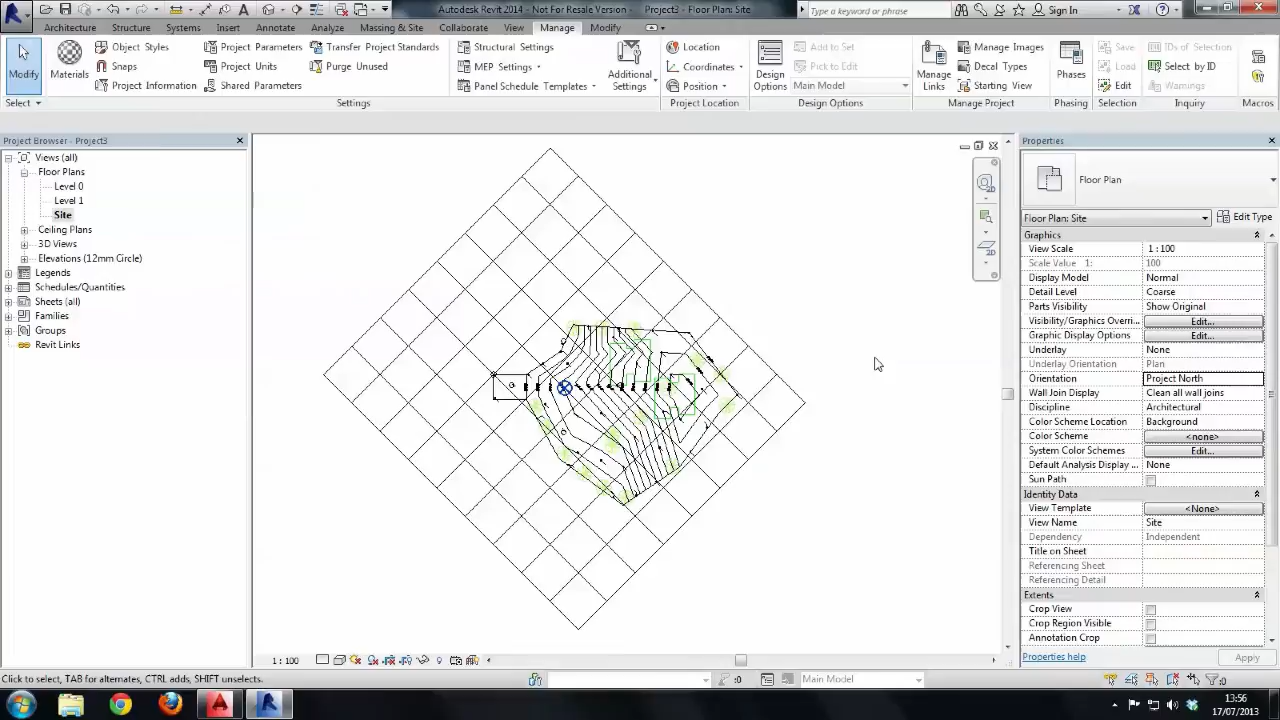 Autodesk Revit 2014 - Not For Resale Version - Project3 - Floor Plan: Site
Type a keyword or phrase
Sign In
Architecture Structure Systems Insert Annotate Analyze Massing & Site Collaborate View Manage Modify
Modify
Select
Materials
Object Styles
Snaps
Project Information
Project Parameters
Project Units
Shared Parameters
Transfer Project Standards
Purge Unused
Structural Settings
MEP Settings
Panel Schedule Templates
Additional Settings
Settings
Location
Coordinates
Position
Project Location
Design Options
Add to Set
Pick to Edit
Main Model
Design Options
Manage Links
Manage Images
Decal Types
Starting View
Manage Project
Phases
Phasing
Save
Load
Edit
Selection
IDs of Selection
Select by ID
Warnings
Inquiry
Macros
Project Browser - Project3
Views (all)
Floor Plans
Level 0
Level 1
Site
Ceiling Plans
3D Views
Elevations (12mm Circle)
Legends
Schedules/Quantities
Sheets (all)
Families
Groups
Revit Links
2D
Properties
Floor Plan
Floor Plan: Site
Edit Type
Graphics
View Scale 1 : 100
Scale Value 1: 100
Display Model Normal
Detail Level Coarse
Parts Visibility Show Original
Visibility/Graphics Overri... Edit...
Graphic Display Options Edit...
Underlay None
Underlay Orientation Plan
Orientation Project North
Wall Join Display Clean all wall joins
Discipline Architectural
Color Scheme Location Background
Color Scheme <none>
System Color Schemes Edit...
Default Analysis Display ... None
Sun Path
Identity Data
View Template <None>
View Name Site
Dependency Independent
Title on Sheet
Referencing Sheet
Referencing Detail
Extents
Crop View
Crop Region Visible
Annotation Crop
Properties help
Apply
1 : 100
Click to select, TAB for alternates, CTRL adds, SHIFT unselects.
:0
Main Model
:0
13:56
17/07/2013